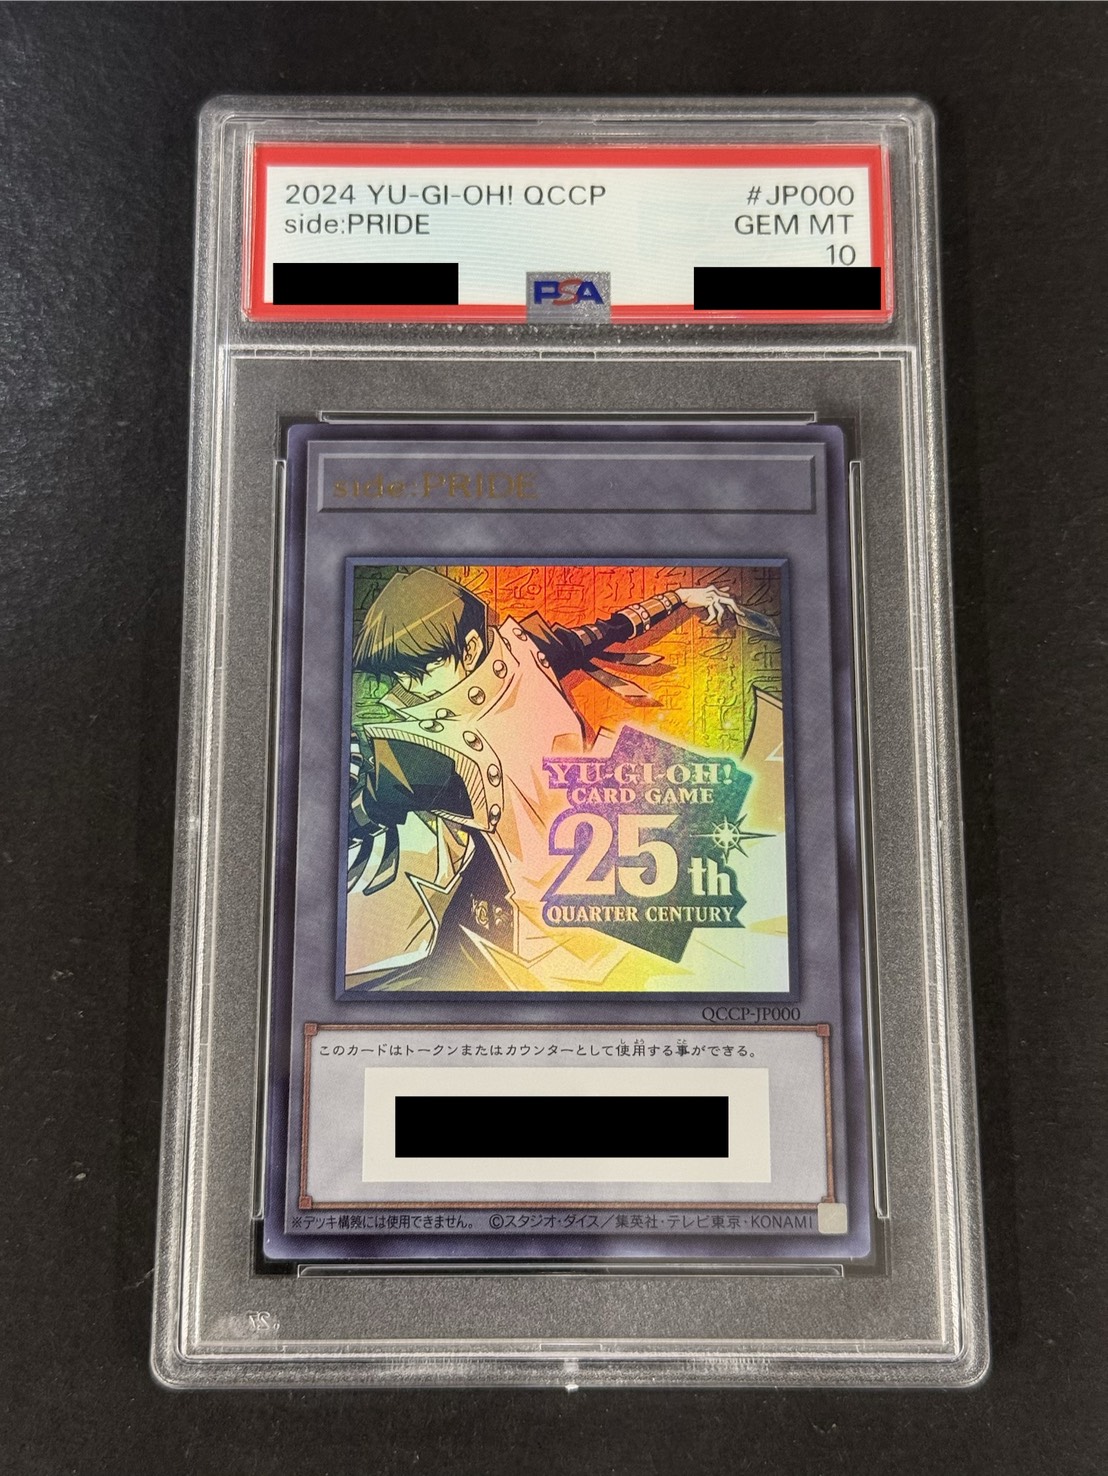 2024 YU-GI-OH! QCCP #JP000
side:PRIDE GEM MT
10
PSA
side:PRIDE
YU-GI-OH!
CARD GAME
25th
QUARTER CENTURY
QCCP-JP000
このカードはトークンまたはカウンターとして使用する事ができる。
※デッキ構築には使用できません。 ©スタジオ・ダイス／集英社・テレビ東京・KONAMI